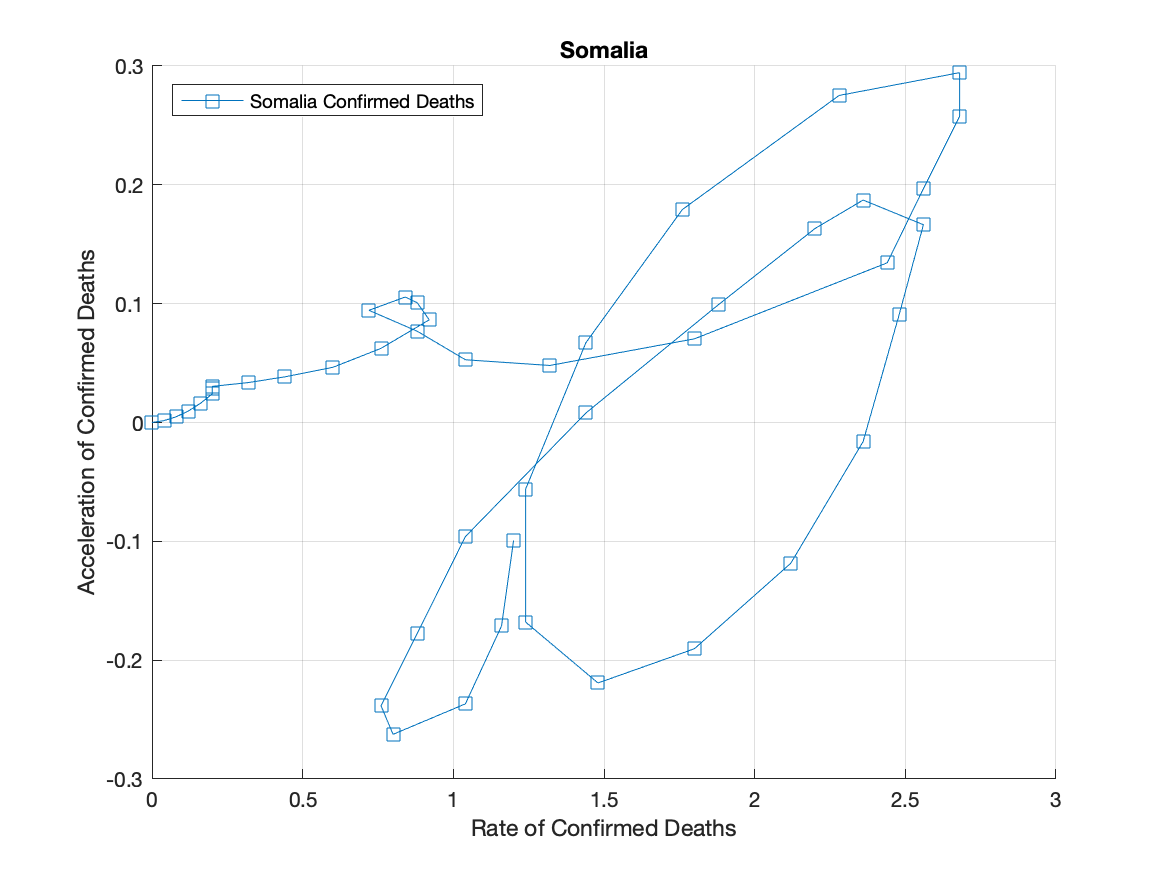 Somalia
Somalia Confirmed Deaths
Acceleration of Confirmed Deaths
0.3
0.2
0.1
0
-0.1
-0.2
-0.3
0 0.5 1 1.5 2 2.5 3
Rate of Confirmed Deaths